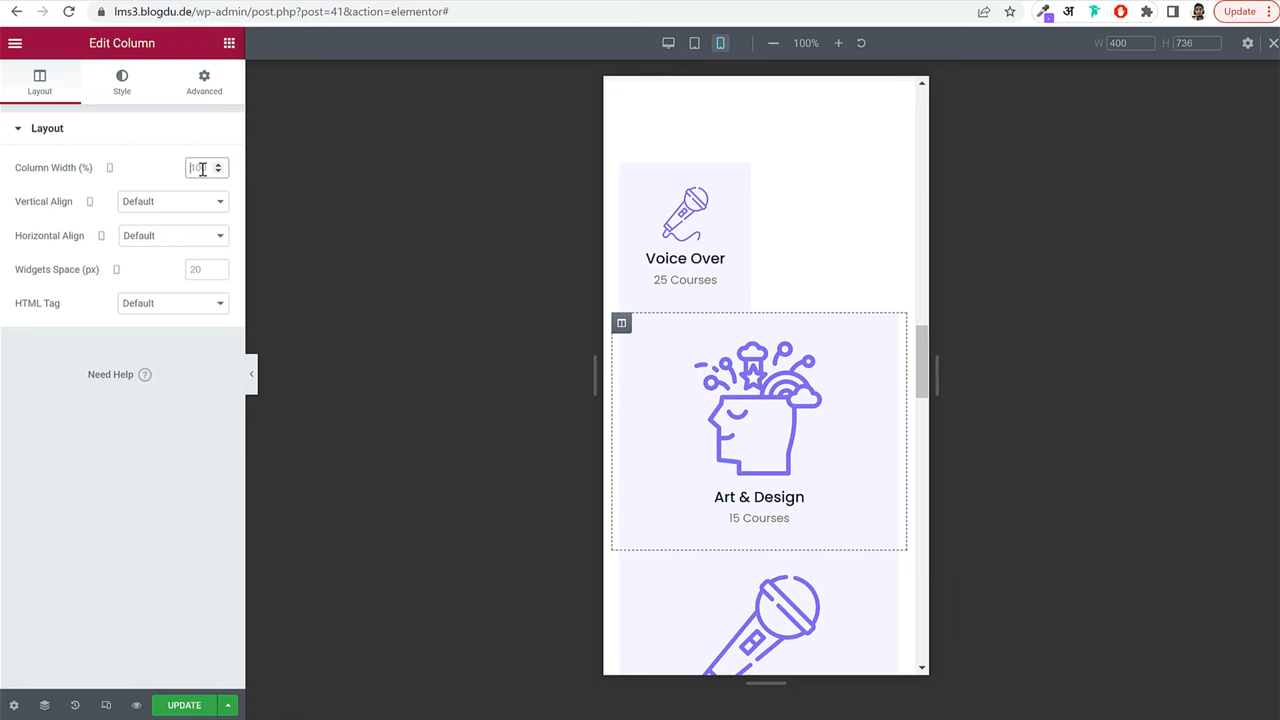 lms3.blogdu.de/wp-admin/post.php?post=41&action=elementor#
अ
Update
Edit Column
100%
W 400
H 736
Layout
Style
Advanced
Layout
Column Width (%)
Vertical Align
Default
Horizontal Align
Default
Widgets Space (px)
20
HTML Tag
Default
Need Help ?
UPDATE
Voice Over
25 Courses
Art & Design
15 Courses